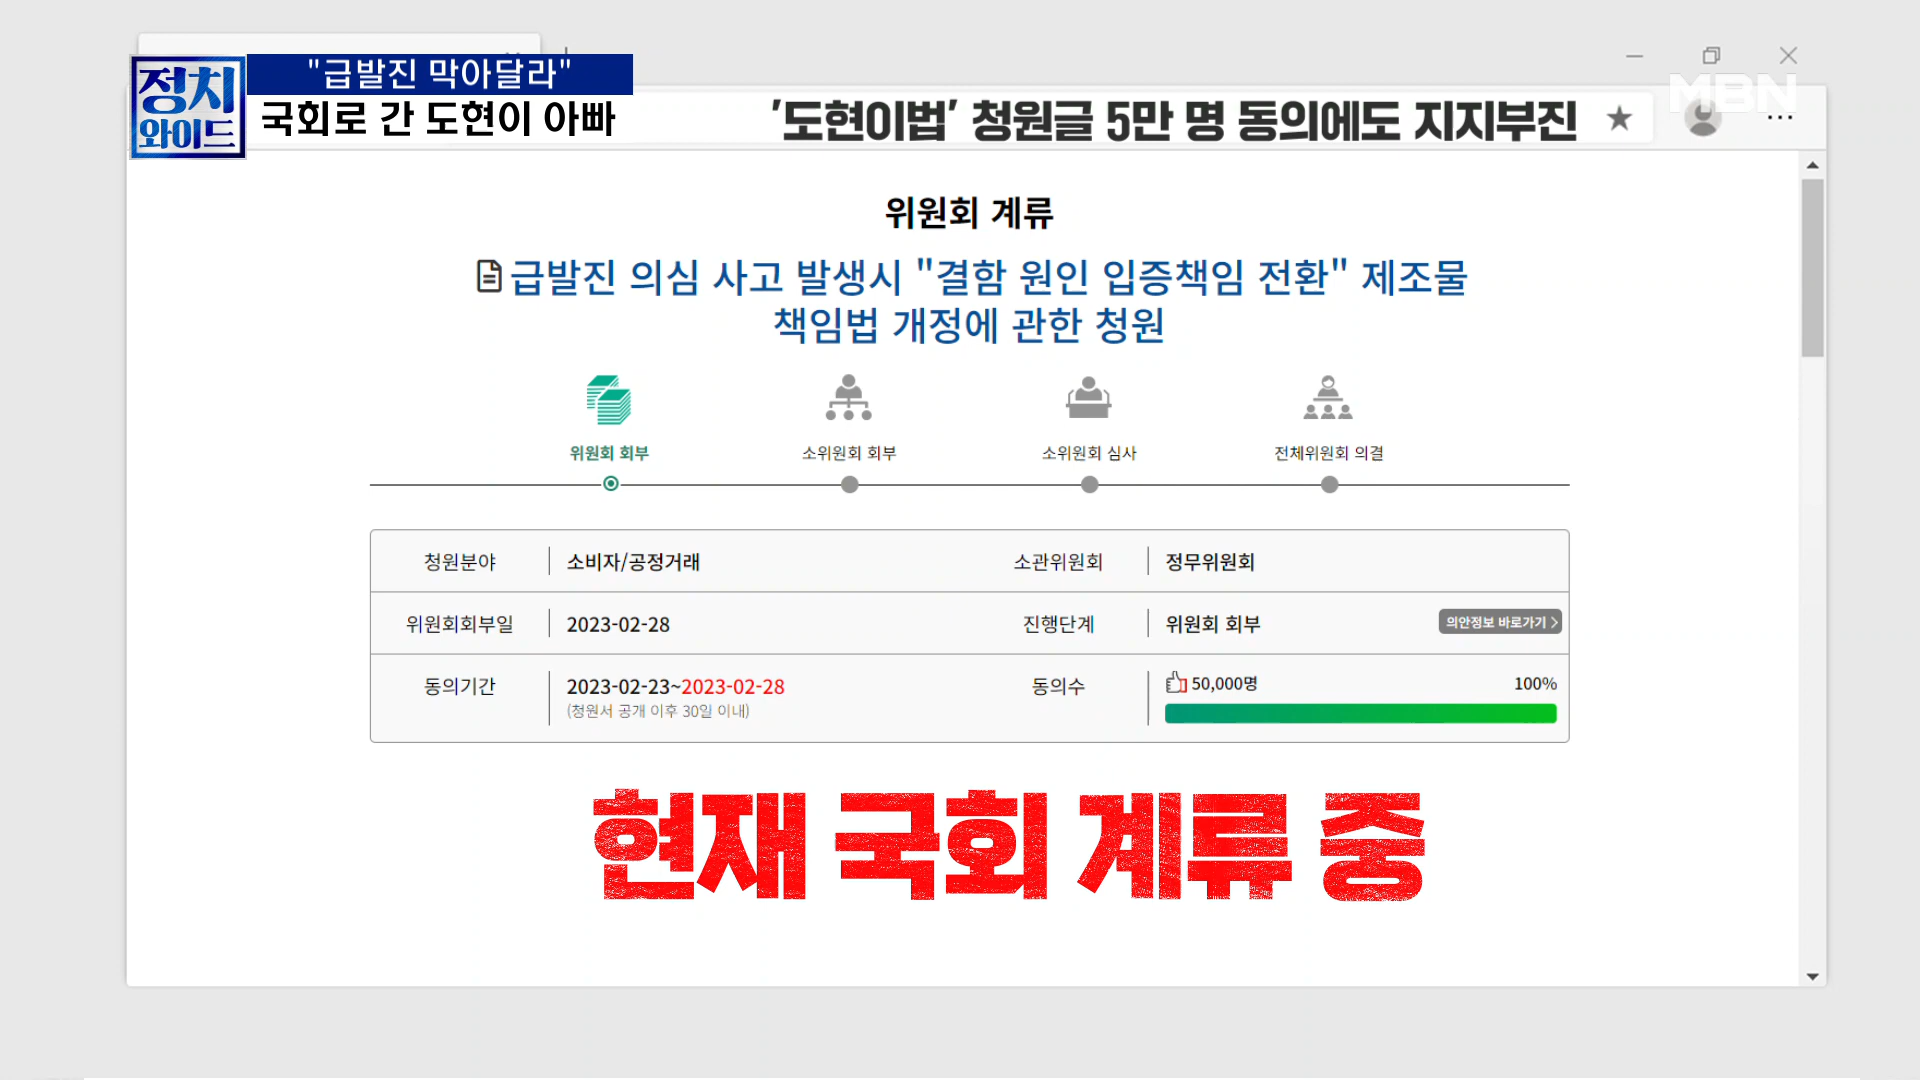 정치
와이드
"급발진 막아달라"
국회로 간 도현이 아빠
'도현이법' 청원글 5만 명 동의에도 지지부진
MBN
위원회 계류
급발진 의심 사고 발생시 "결함 원인 입증책임 전환" 제조물
책임법 개정에 관한 청원
위원회 회부
소위원회 회부
소위원회 심사
전체위원회 의결
청원분야 소비자/공정거래 소관위원회 정무위원회
위원회회부일 2023-02-28 진행단계 위원회 회부 의안정보 바로가기 >
동의기간 2023-02-23~2023-02-28 동의수 50,000명 100%
(청원서 공개 이후 30일 이내)
현재 국회 계류 중